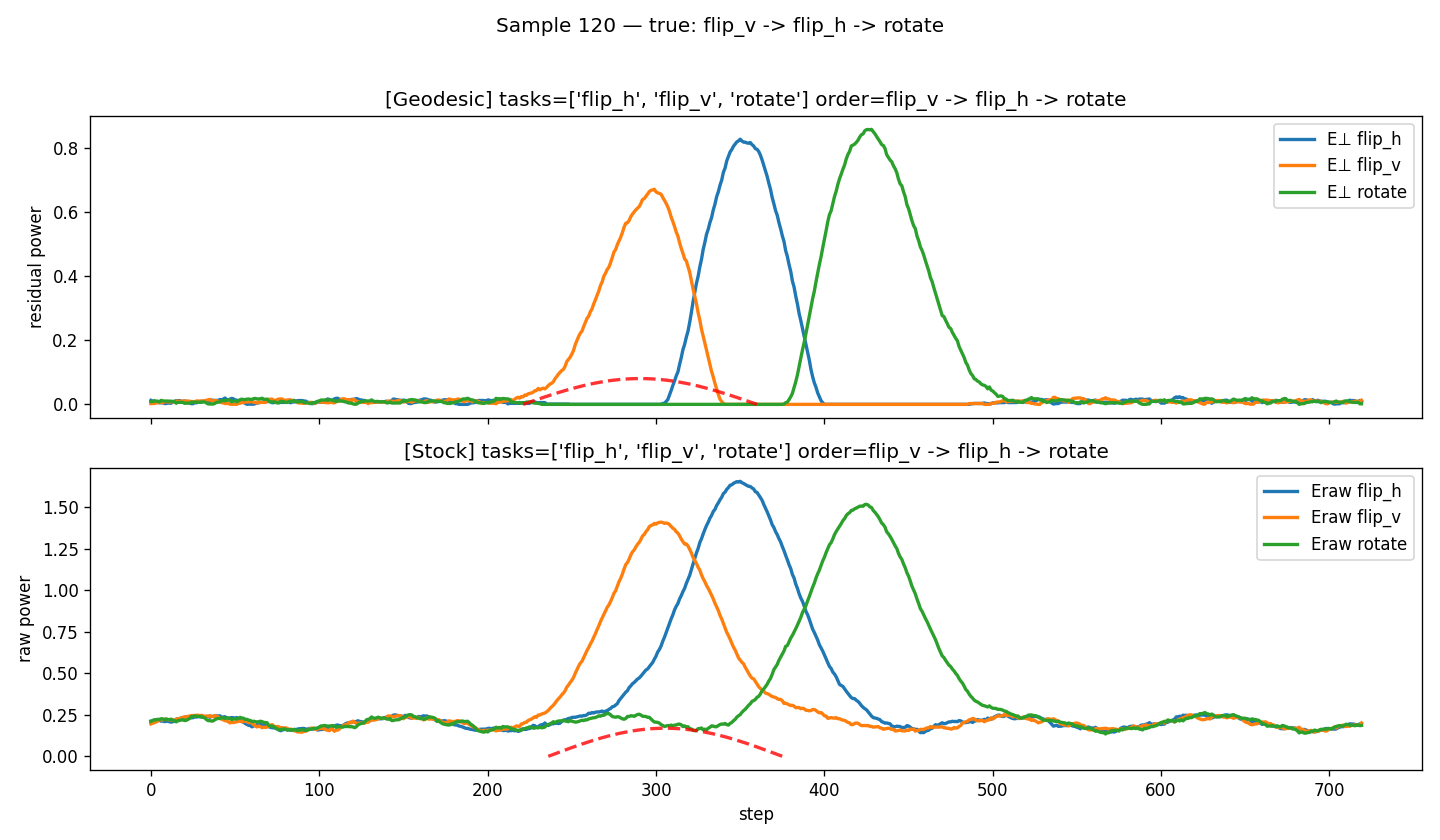 Sample 120 — true: flip_v -> flip_h -> rotate
[Geodesic] tasks=['flip_h', 'flip_v', 'rotate'] order=flip_v -> flip_h -> rotate
residual power
0.8
0.6
0.4
0.2
0.0
E⊥ flip_h
E⊥ flip_v
E⊥ rotate
[Stock] tasks=['flip_h', 'flip_v', 'rotate'] order=flip_v -> flip_h -> rotate
raw power
1.50
1.25
1.00
0.75
0.50
0.25
0.00
Eraw flip_h
Eraw flip_v
Eraw rotate
0 100 200 300 400 500 600 700
step